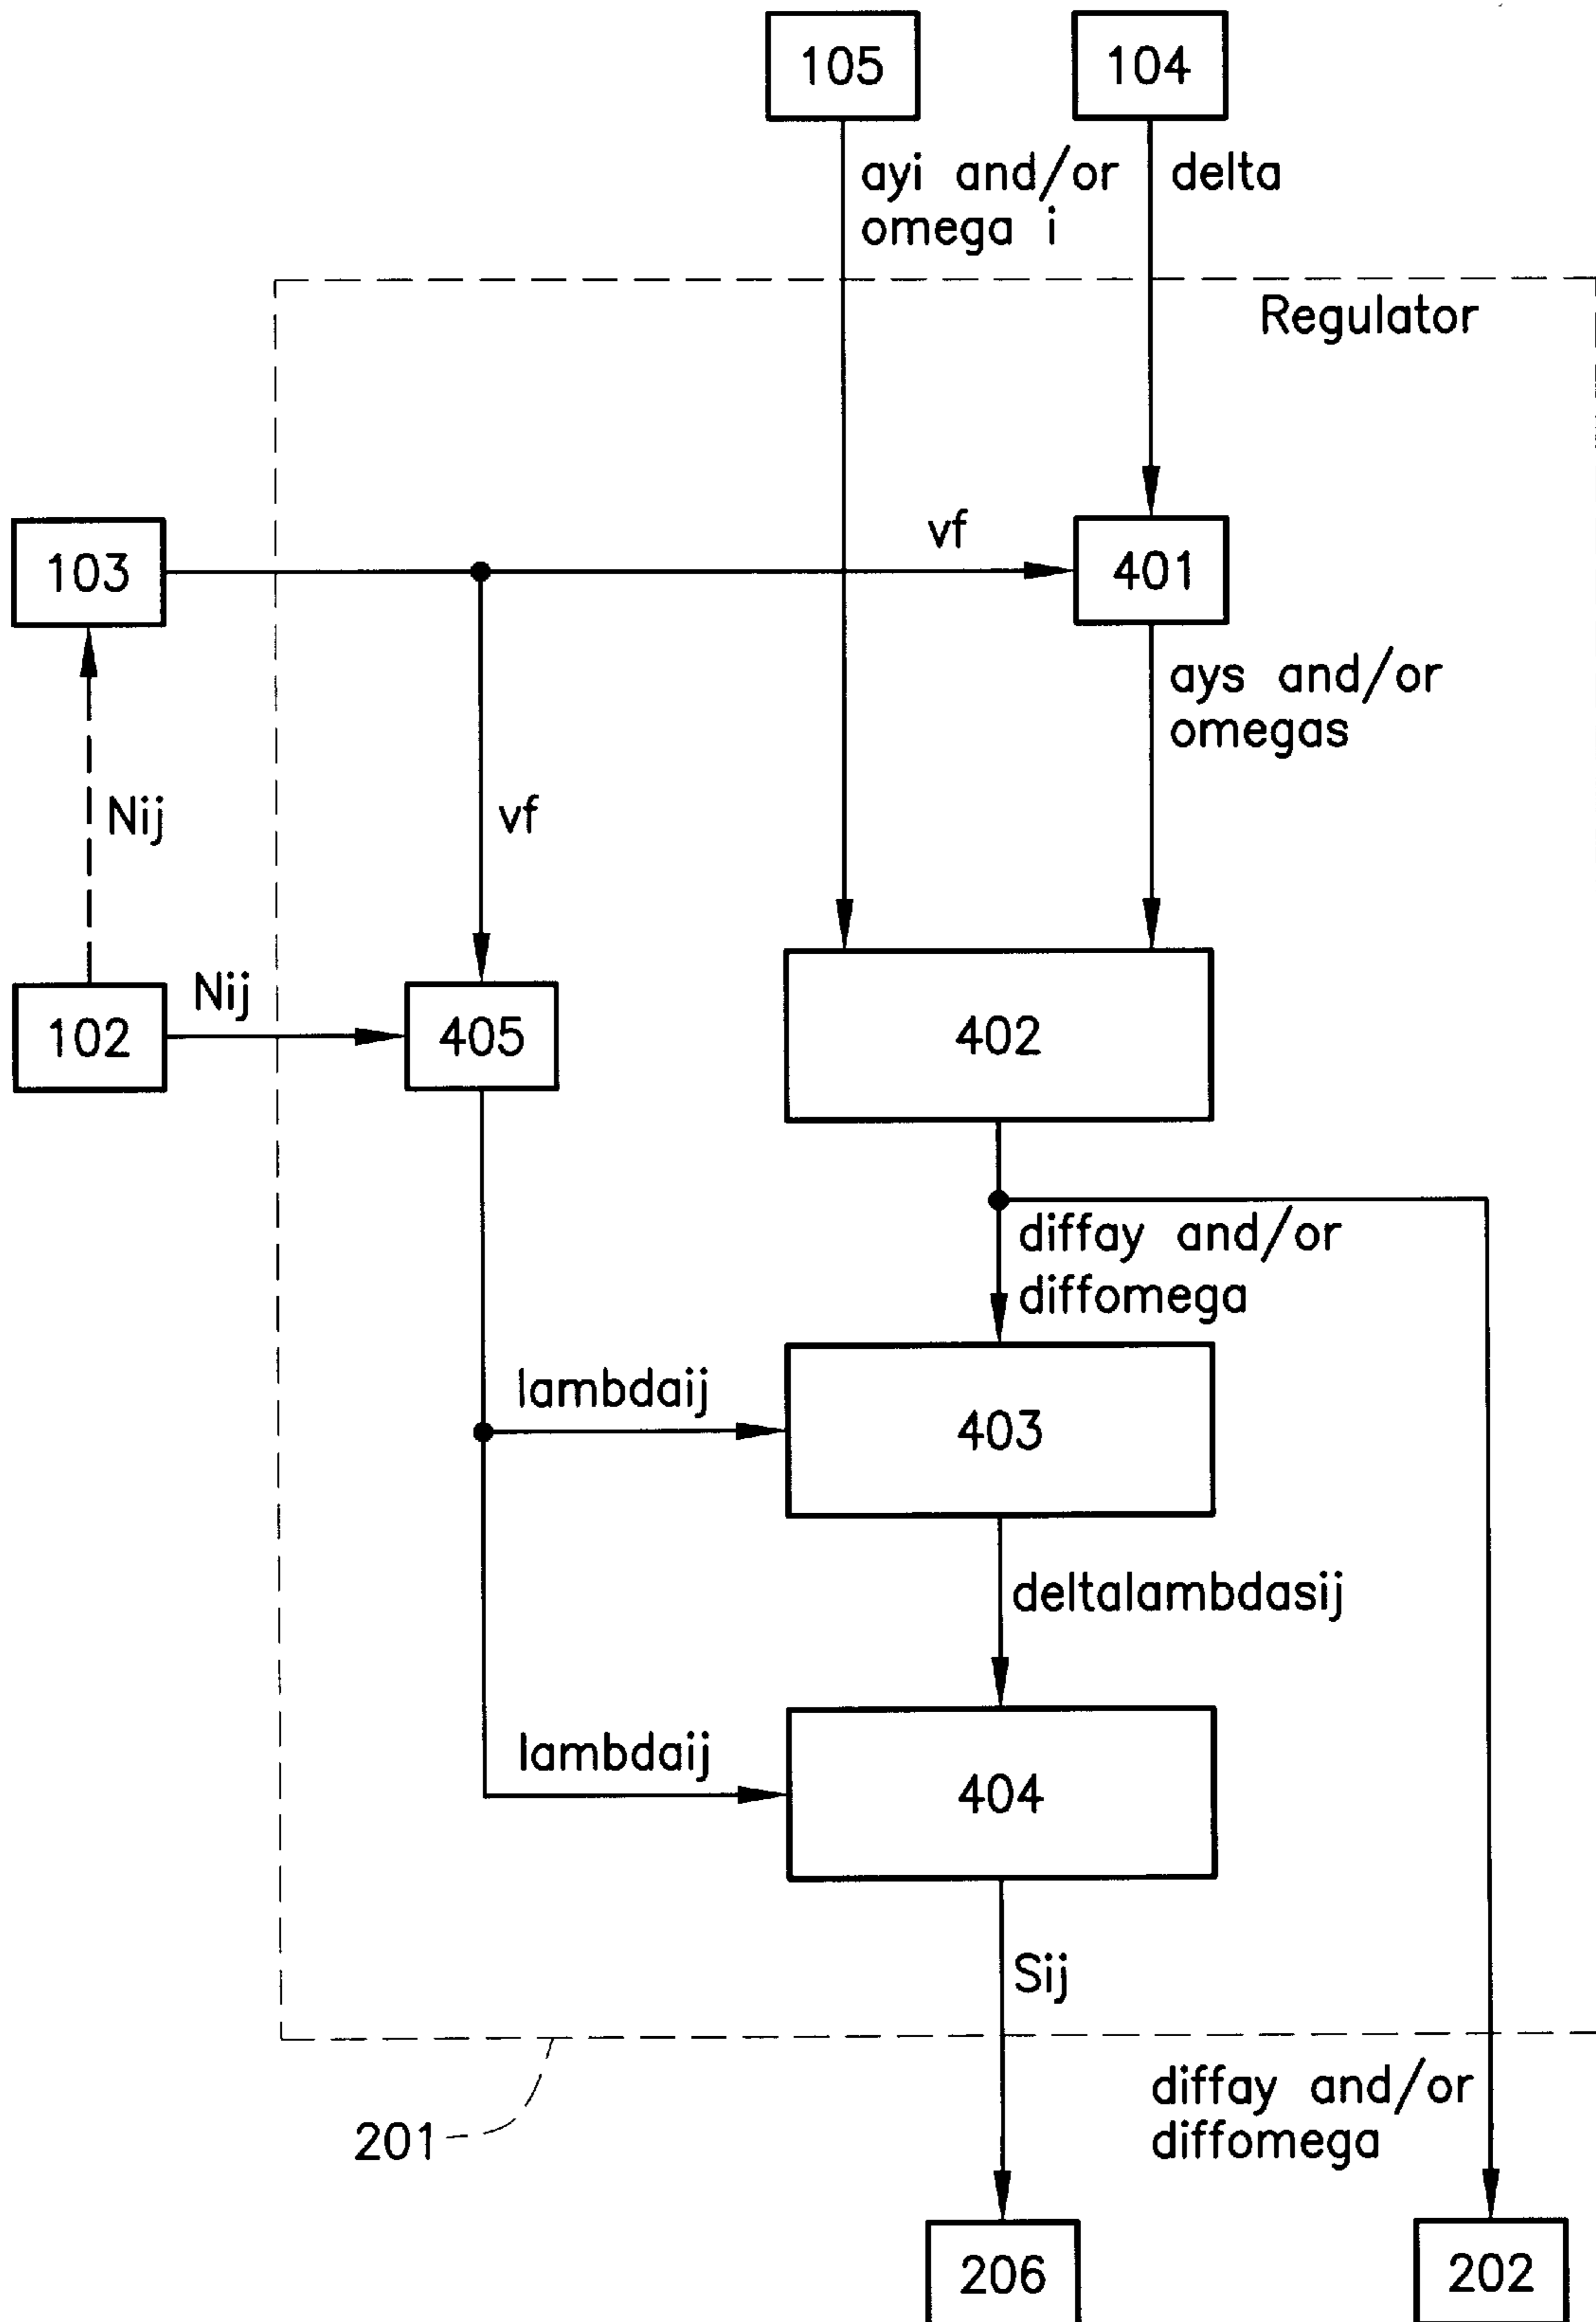 105
104
ayi and/or
omega i
delta
Regulator
103
vf
401
ays and/or
omegas
Nij
vf
102
Nij
405
402
diffay and/or
diffomega
lambdaij
403
deltalambdasij
lambdaij
404
Sij
201
diffay and/or
diffomega
206
202